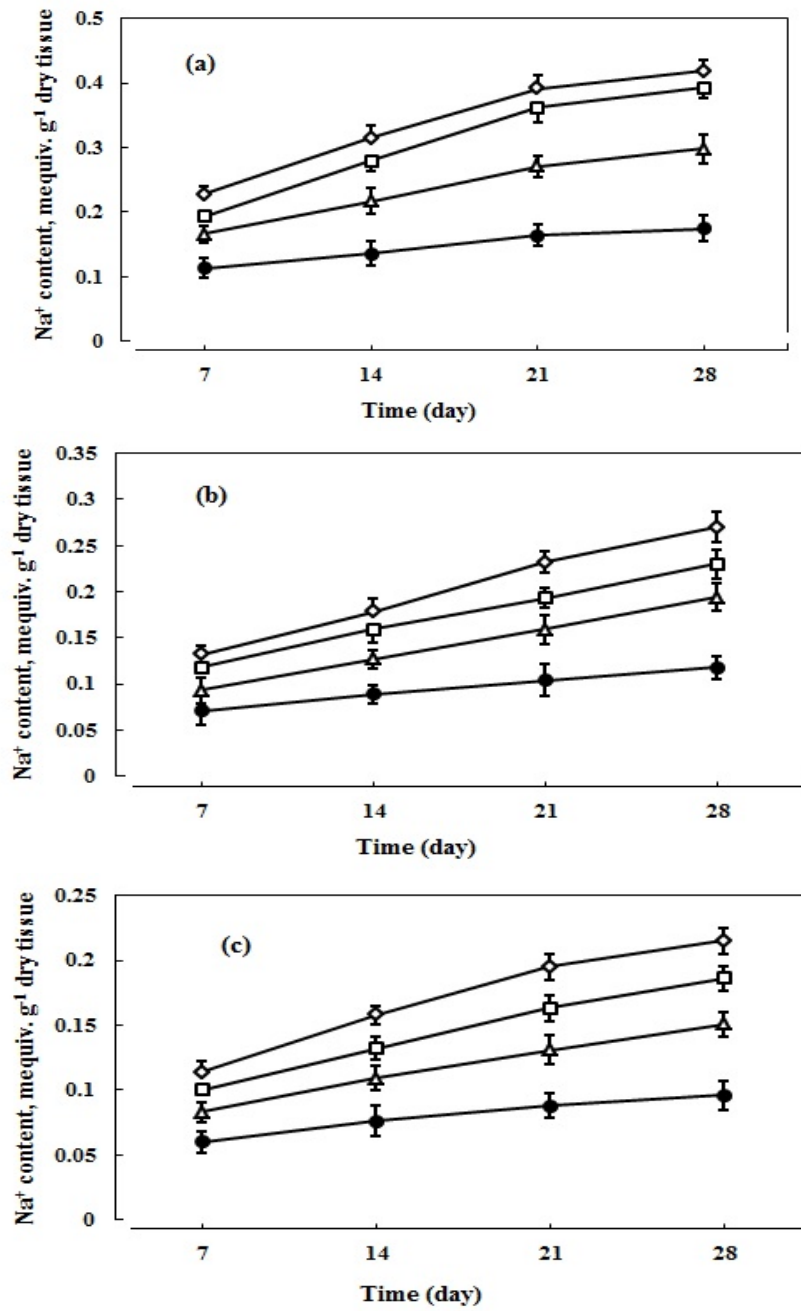 Na⁺ content, mequiv. g⁻¹ dry tissue
0.5
0.4
0.3
0.2
0.1
0
(a)
7 14 21 28
Time (day)
Na⁺ content, mequiv. g⁻¹ dry tissue
0.35
0.3
0.25
0.2
0.15
0.1
0.05
0
(b)
7 14 21 28
Time (day)
Na⁺ content, mequiv. g⁻¹ dry tissue
0.25
0.2
0.15
0.1
0.05
0
(c)
7 14 21 28
Time (day)